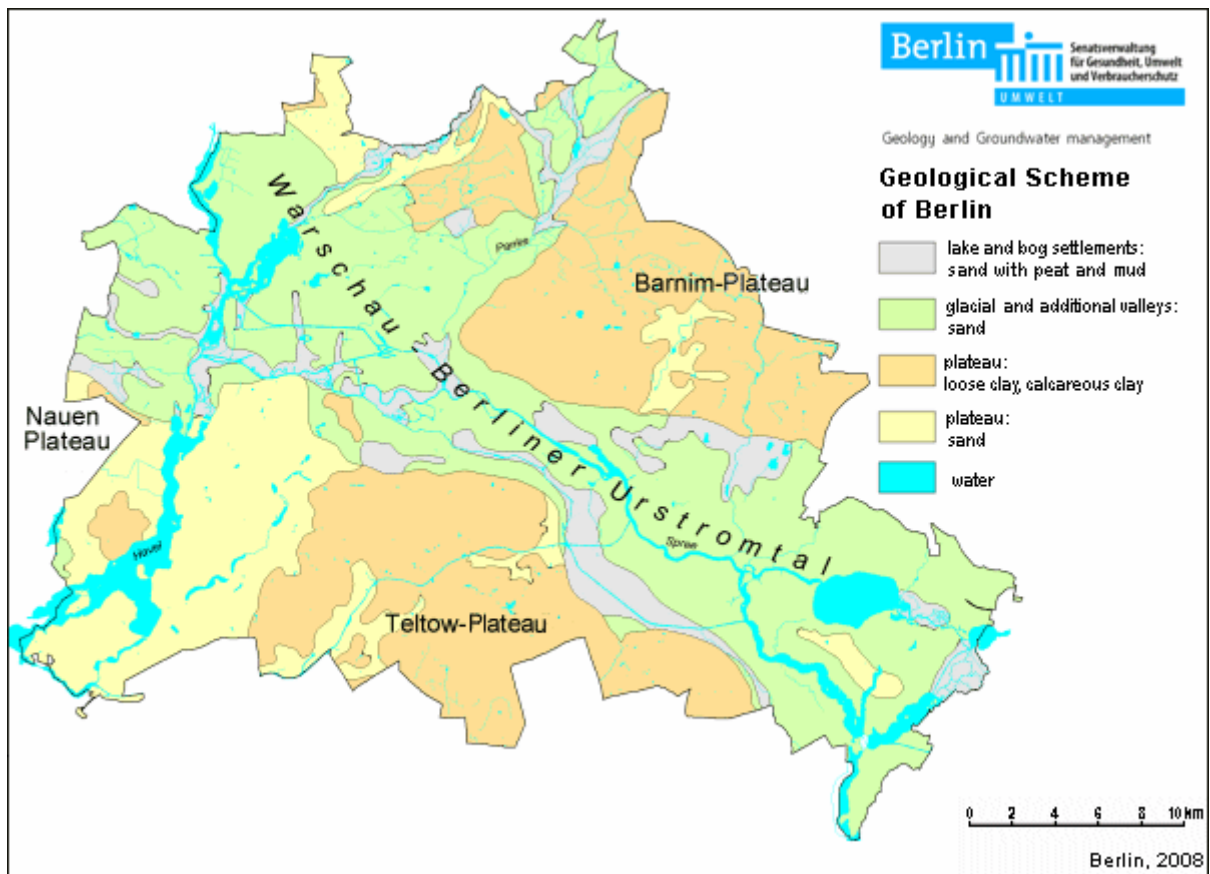 Berlin
Senatsverwaltung
für Gesundheit, Umwelt
und Verbraucherschutz
UMWELT
Geology and Groundwater management
Geological Scheme
of Berlin
lake and bog settlements:
sand with peat and mud
glacial and additional valleys:
sand
plateau:
loose clay, calcareous clay
plateau:
sand
water
Warschau - Berliner Urstromtal
Panke
Barnim-Plateau
Nauen
Plateau
Havel
Spree
Teltow-Plateau
0 2 4 6 8 10 km
Berlin, 2008